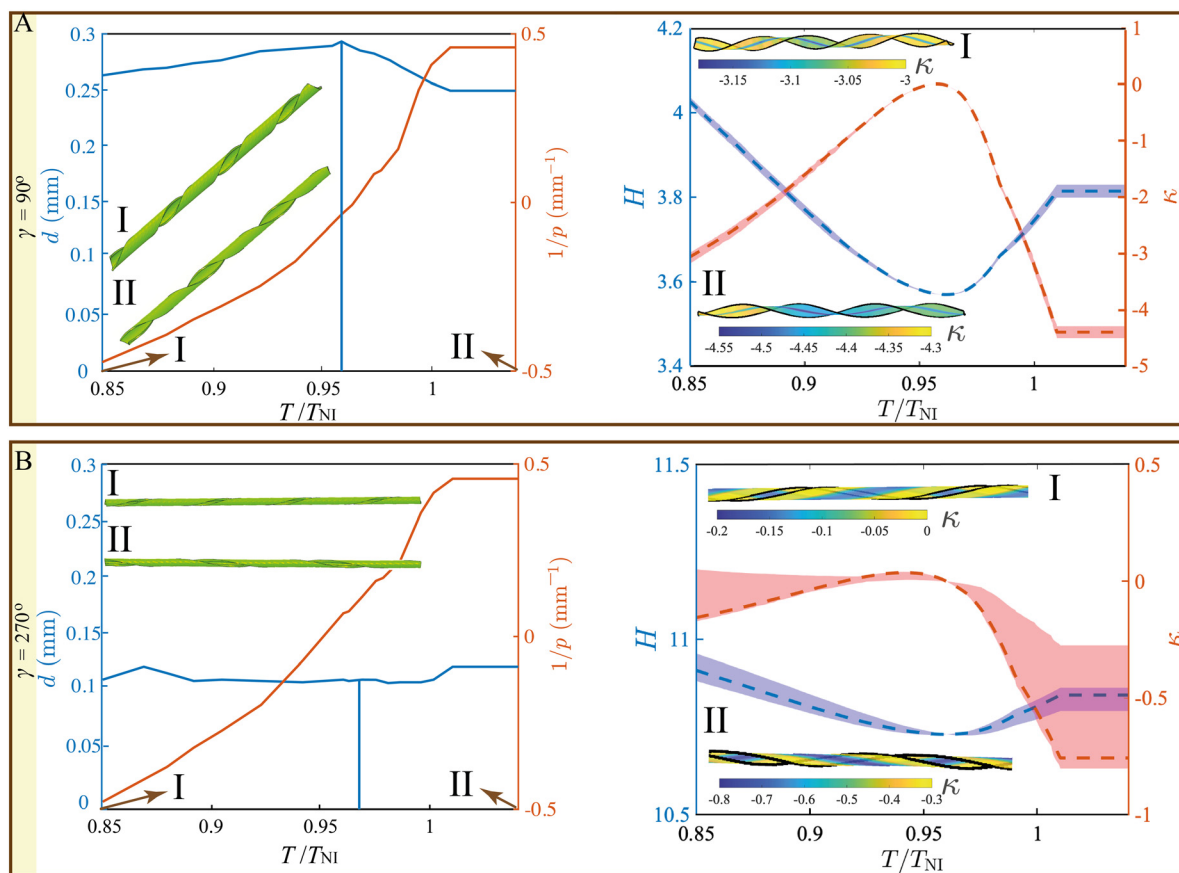 A
γ = 90°
d (mm)
0.3
0.25
0.2
0.15
0.1
0.05
0
I
II
I
II
0.5
0
-0.5
1/p (mm⁻¹)
0.85
0.9
0.95
1
T/T_NI
4.2
4
3.8
3.6
3.4
H
I
-3.15
-3.1
-3.05
-3
κ
II
-4.55
-4.5
-4.45
-4.4
-4.35
-4.3
κ
1
0
-1
-2
-3
-4
-5
κ
0.85
0.9
0.95
1
T/T_NI
B
γ = 270°
d (mm)
0.3
0.25
0.2
0.15
0.1
0.05
0
I
II
I
II
0.5
0
-0.5
1/p (mm⁻¹)
0.85
0.9
0.95
1
T/T_NI
11.5
11
10.5
H
I
-0.2
-0.15
-0.1
-0.05
0
κ
II
-0.8
-0.7
-0.6
-0.5
-0.4
-0.3
κ
0
-0.5
-1
κ
0.85
0.9
0.95
1
T/T_NI